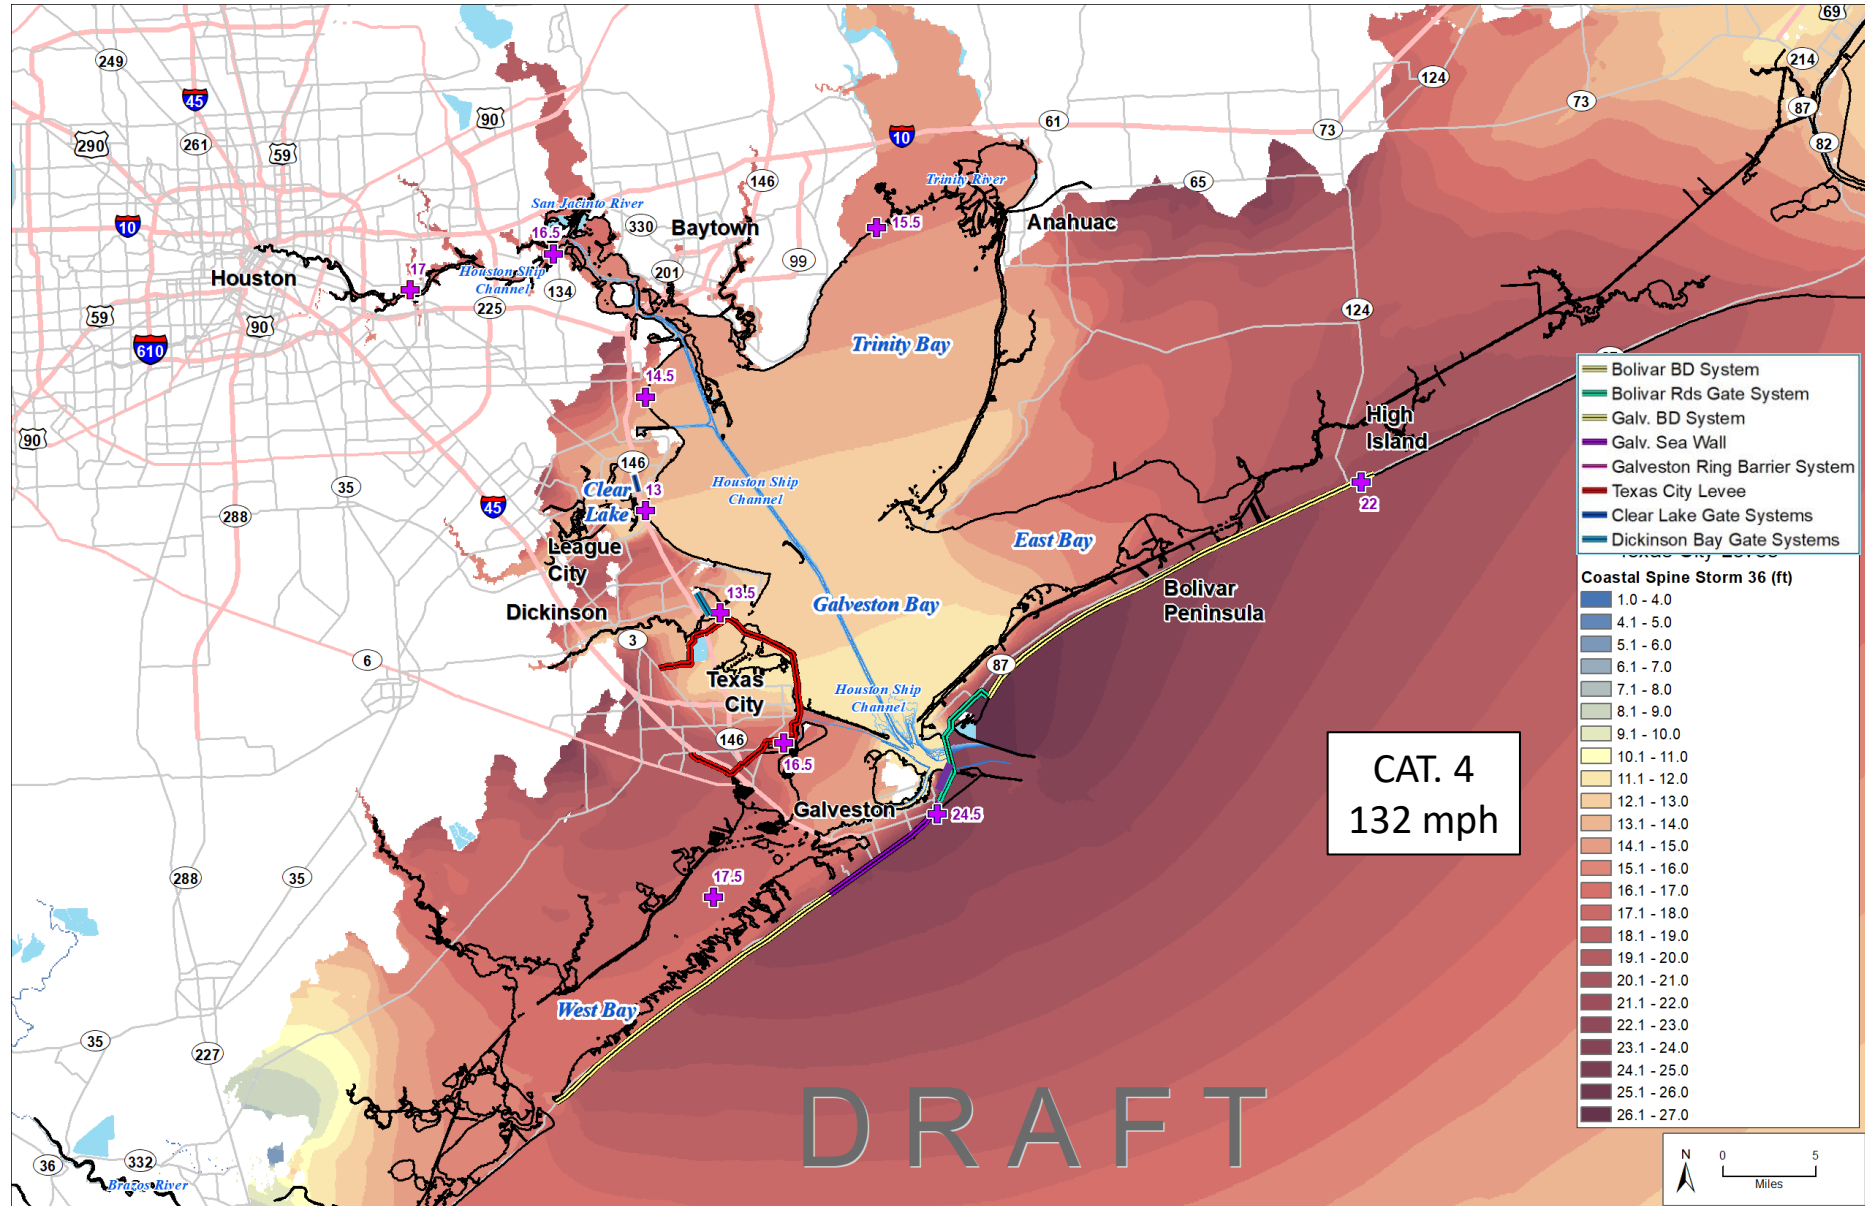 69
249
214
124
45
73
90
87
61
10
73
290
261
82
59
146
65
Trinity River
San Jacinto River
330
Baytown
15.5
Anahuac
10
16.5
17
Houston Ship
Channel
201
99
Houston
134
225
124
59
90
610
Trinity Bay
Bolivar BD System
Bolivar Rds Gate System
Galv. BD System
Galv. Sea Wall
Galveston Ring Barrier System
Texas City Levee
Clear Lake Gate Systems
Dickinson Bay Gate Systems
Texas City Levee
14.5
High
Island
90
146
35
Clear
Lake
Houston Ship
Channel
45
13
22
288
East Bay
League
City
Coastal Spine Storm 36 (ft)
1.0 - 4.0
4.1 - 5.0
5.1 - 6.0
6.1 - 7.0
7.1 - 8.0
8.1 - 9.0
9.1 - 10.0
10.1 - 11.0
11.1 - 12.0
12.1 - 13.0
13.1 - 14.0
14.1 - 15.0
15.1 - 16.0
16.1 - 17.0
17.1 - 18.0
18.1 - 19.0
19.1 - 20.0
20.1 - 21.0
21.1 - 22.0
22.1 - 23.0
23.1 - 24.0
24.1 - 25.0
25.1 - 26.0
26.1 - 27.0
Bolivar
Peninsula
13.5
Dickinson
Galveston Bay
3
6
87
Texas
City
Houston Ship
Channel
146
16.5
CAT. 4
132 mph
Galveston
24.5
288
35
17.5
West Bay
35
227
DRAFT
36
332
Brazos River
N
0
5
Miles